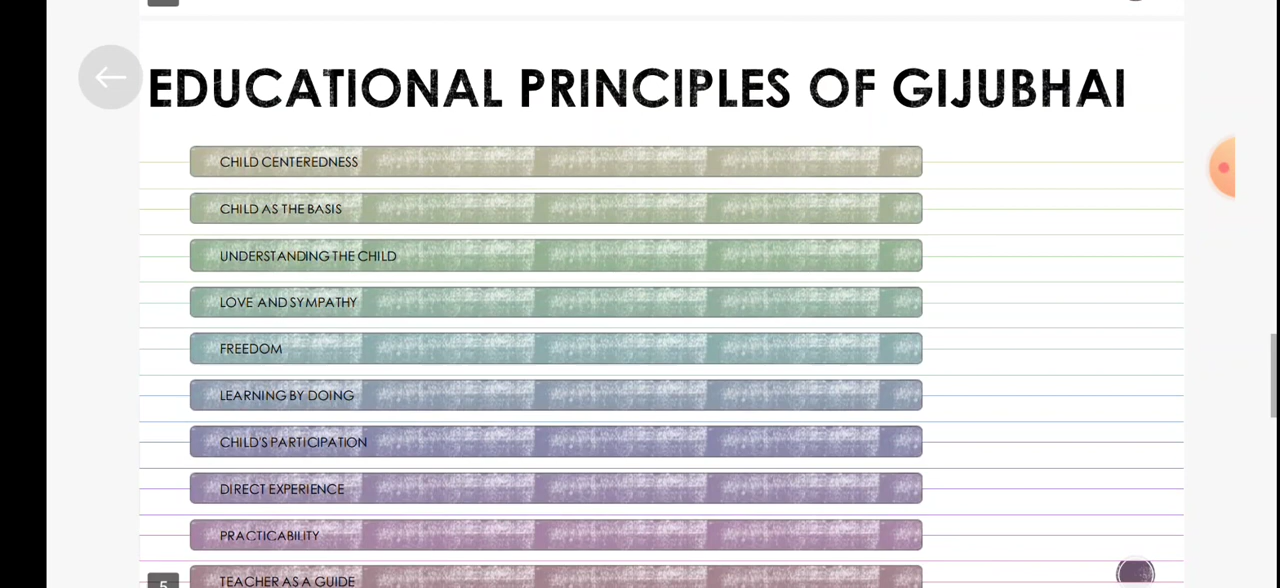 EDUCATIONAL PRINCIPLES OF GIJUBHAI
CHILD CENTEREDNESS
CHILD AS THE BASIS
UNDERSTANDING THE CHILD
LOVE AND SYMPATHY
FREEDOM
LEARNING BY DOING
CHILD'S PARTICIPATION
DIRECT EXPERIENCE
PRACTICABILITY
TEACHER AS A GUIDE
5